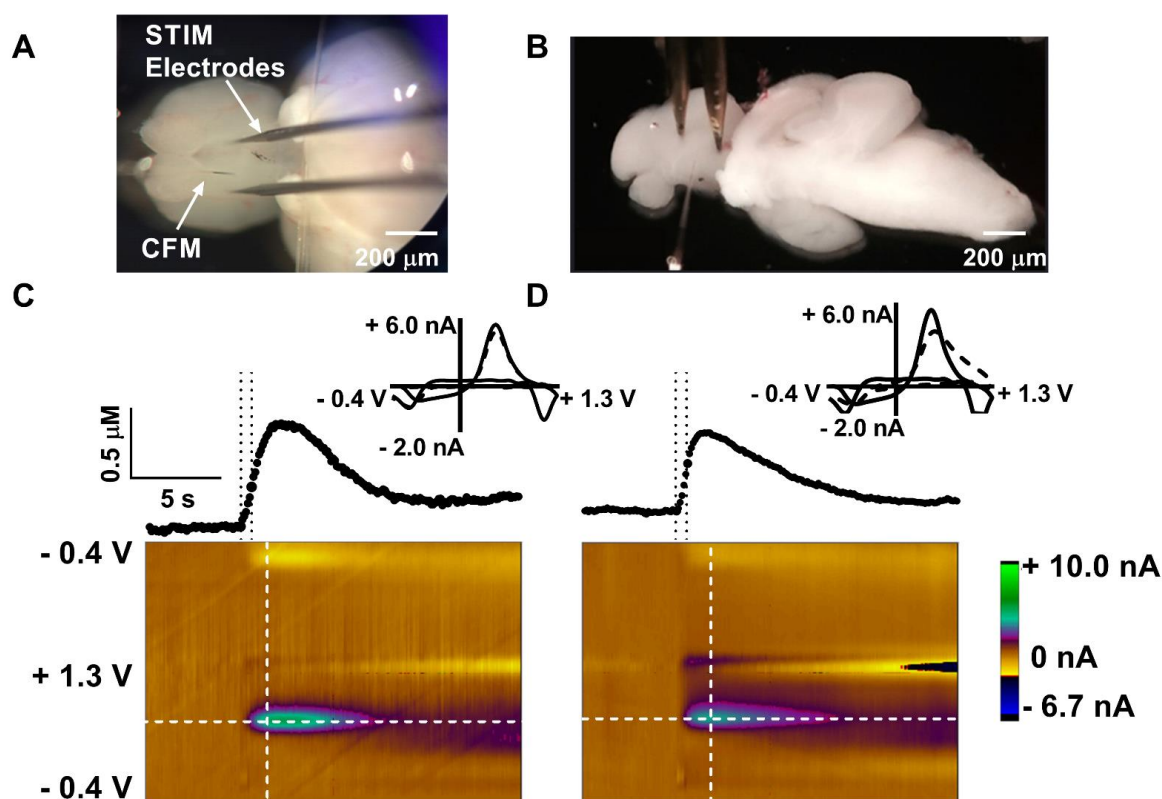 A
STIM
Electrodes
CFM
200 μm
B
200 μm
C
+ 6.0 nA
- 0.4 V
+ 1.3 V
- 2.0 nA
0.5 μM
5 s
D
+ 6.0 nA
- 0.4 V
+ 1.3 V
- 2.0 nA
- 0.4 V
+ 1.3 V
- 0.4 V
+ 10.0 nA
0 nA
- 6.7 nA